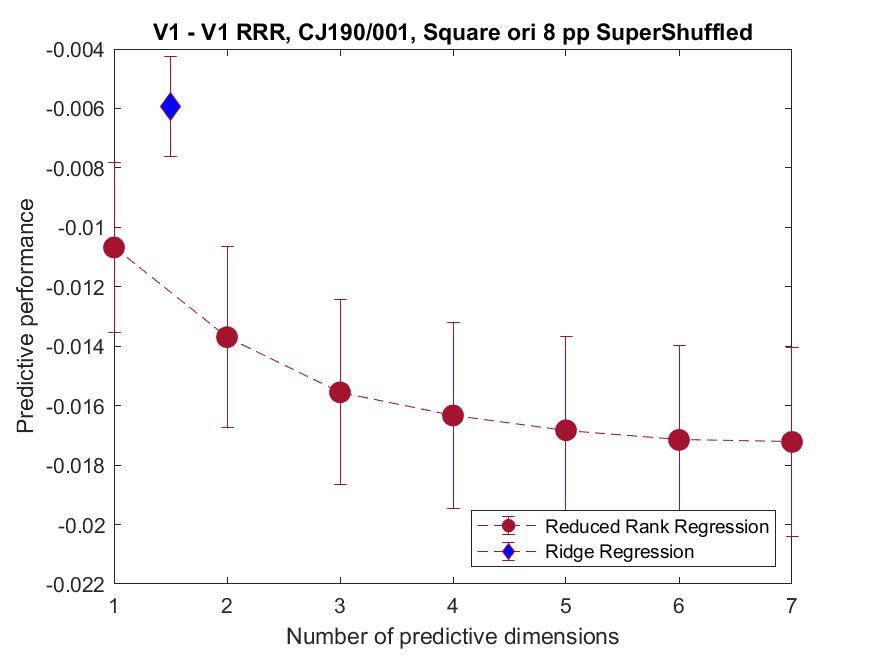 V1 - V1 RRR, CJ190/001, Square ori 8 pp SuperShuffled
-0.004
-0.006
-0.008
-0.01
-0.012
-0.014
-0.016
-0.018
-0.02
-0.022
Predictive performance
Reduced Rank Regression
Ridge Regression
1 2 3 4 5 6 7
Number of predictive dimensions